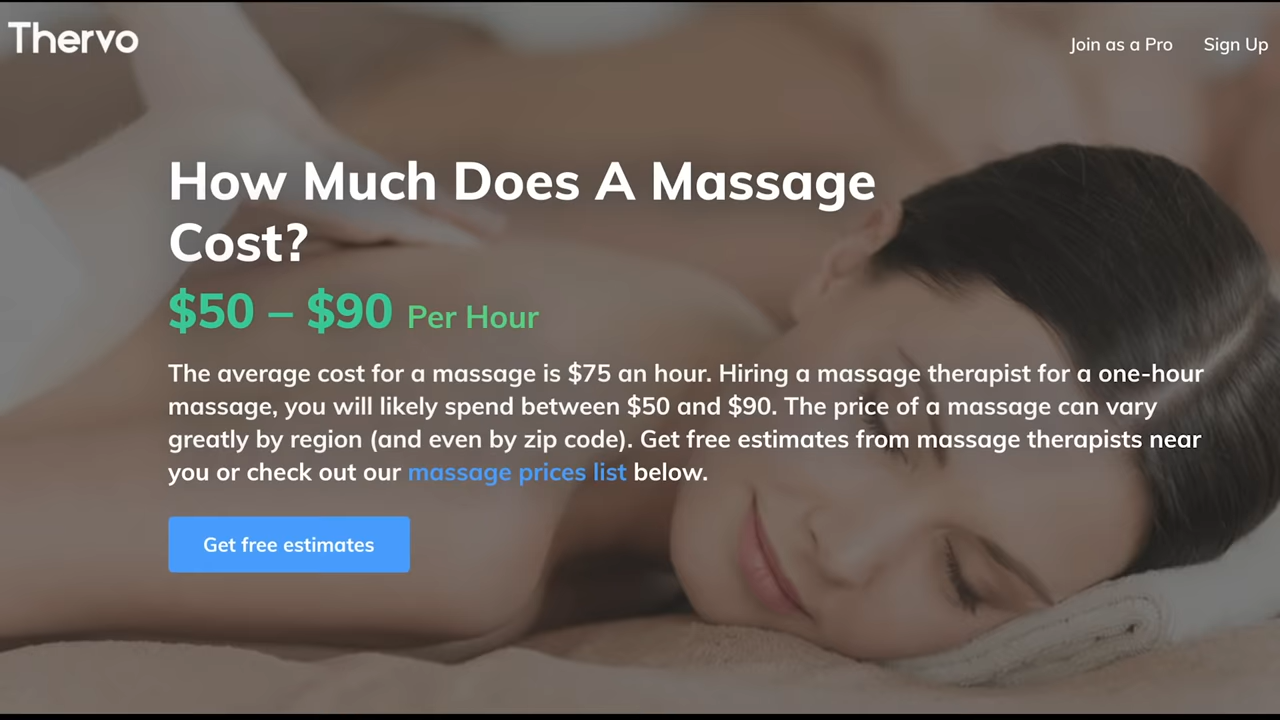 Thervo
Join as a Pro
Sign Up
How Much Does A Massage
Cost?
$50 – $90 Per Hour
The average cost for a massage is $75 an hour. Hiring a massage therapist for a one-hour
massage, you will likely spend between $50 and $90. The price of a massage can vary
greatly by region (and even by zip code). Get free estimates from massage therapists near
you or check out our massage prices list below.
Get free estimates